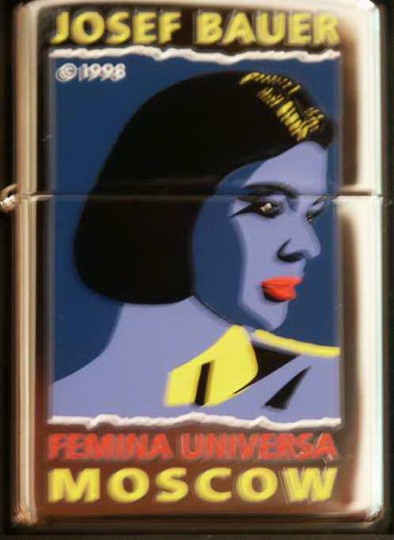 JOSEF BAUER
© 1998
FEMINA UNIVERSA
MOSCOW